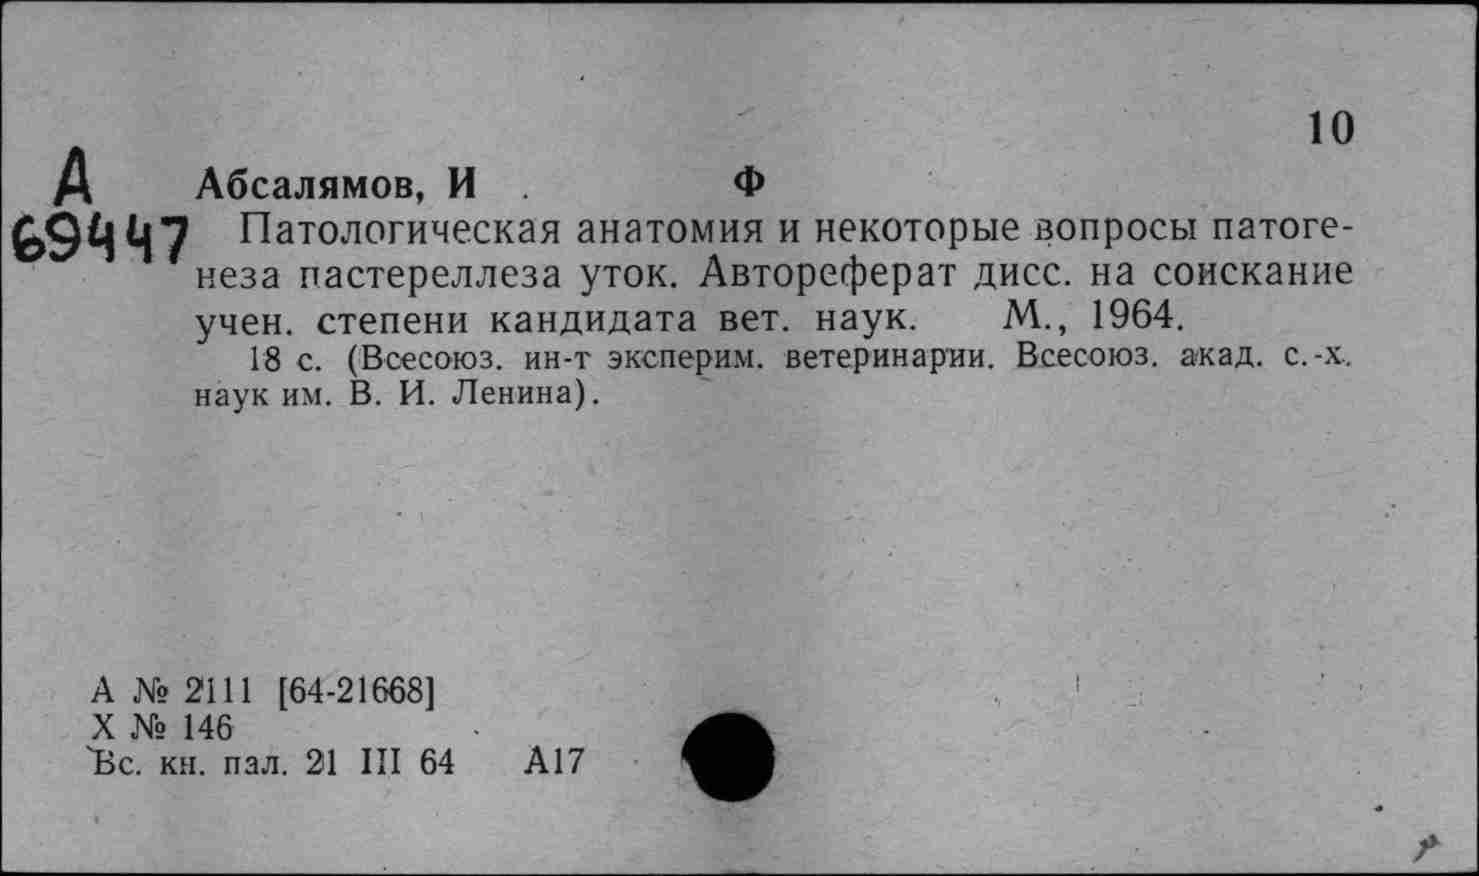 10
Д Абсалямов, И . Ф
69447 Патологическая анатомия и некоторые вопросы патоге-
неза пастереллеза уток. Автореферат дисс. на соискание
учен. степени кандидата вет. наук. М., 1964.
18 с. (Всесоюз. ин-т эксперим. ветеринарии. Всесоюз. акад. с.-х.
наук им. В. И. Ленина).
А № 2111 [64-21668]
Х № 146
Вс. кн. пал. 21 III 64 А17